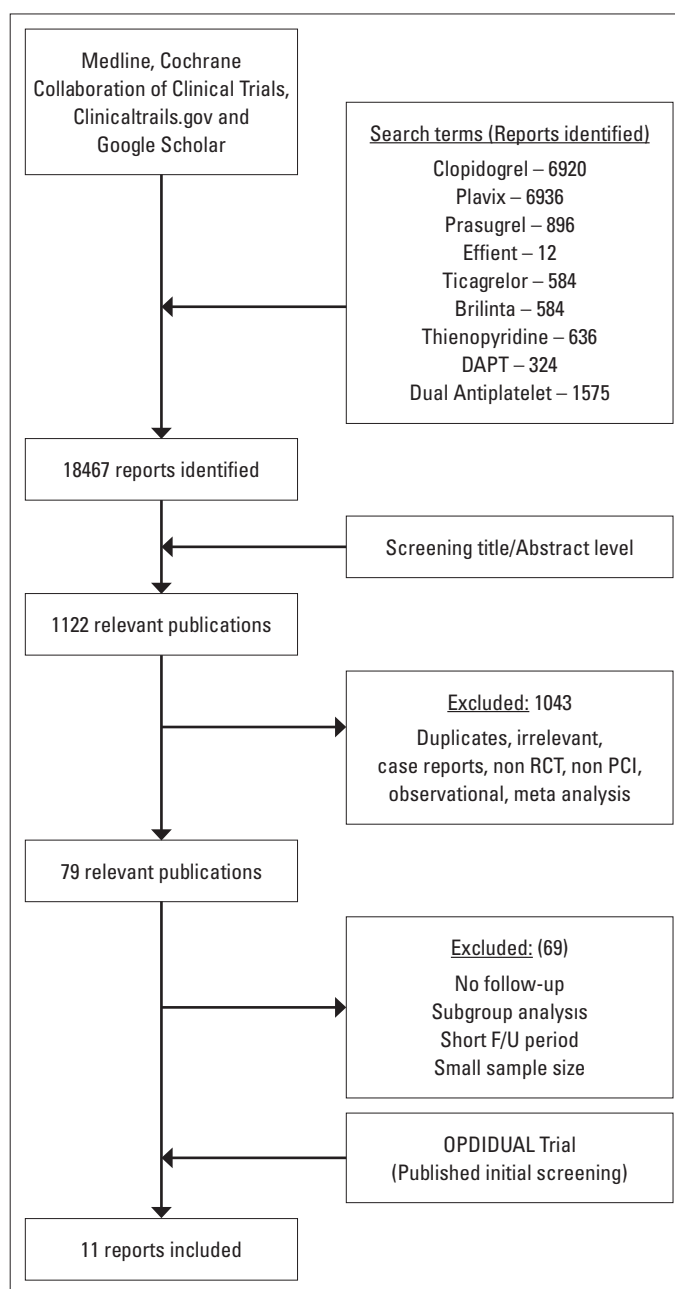 Medline, Cochrane
Collaboration of Clinical Trials,
Clinicaltrails.gov and
Google Scholar
Search terms (Reports identified)
Clopidogrel – 6920
Plavix – 6936
Prasugrel – 896
Effient – 12
Ticagrelor – 584
Brilinta – 584
Thienopyridine – 636
DAPT – 324
Dual Antiplatelet – 1575
18467 reports identified
Screening title/Abstract level
1122 relevant publications
Excluded: 1043
Duplicates, irrelevant,
case reports, non RCT, non PCI,
observational, meta analysis
79 relevant publications
Excluded: (69)
No follow-up
Subgroup analysis
Short F/U period
Small sample size
OPDIDUAL Trial
(Published initial screening)
11 reports included